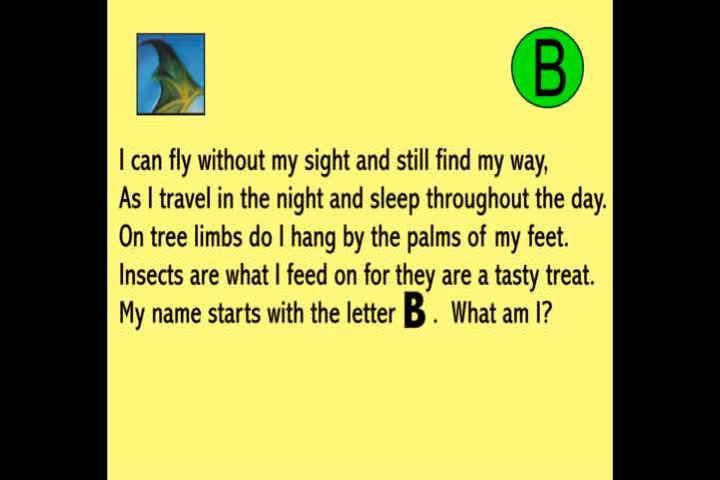 B
I can fly without my sight and still find my way,
As I travel in the night and sleep throughout the day.
On tree limbs do I hang by the palms of my feet.
Insects are what I feed on for they are a tasty treat.
My name starts with the letter B. What am I?